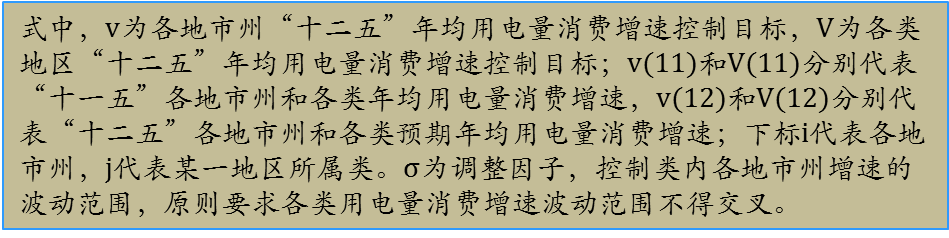 式中，v为各地市州“十二五”年均用电量消费增速控制目标，V为各类
地区“十二五”年均用电量消费增速控制目标；v(11)和V(11)分别代表
“十一五”各地市州和各类年均用电量消费增速，v(12)和V(12)分别代
表“十二五”各地市州和各类预期年均用电量消费增速；下标i代表各地
市州，j代表某一地区所属类。σ为调整因子，控制类内各地市州增速的
波动范围，原则要求各类用电量消费增速波动范围不得交叉。